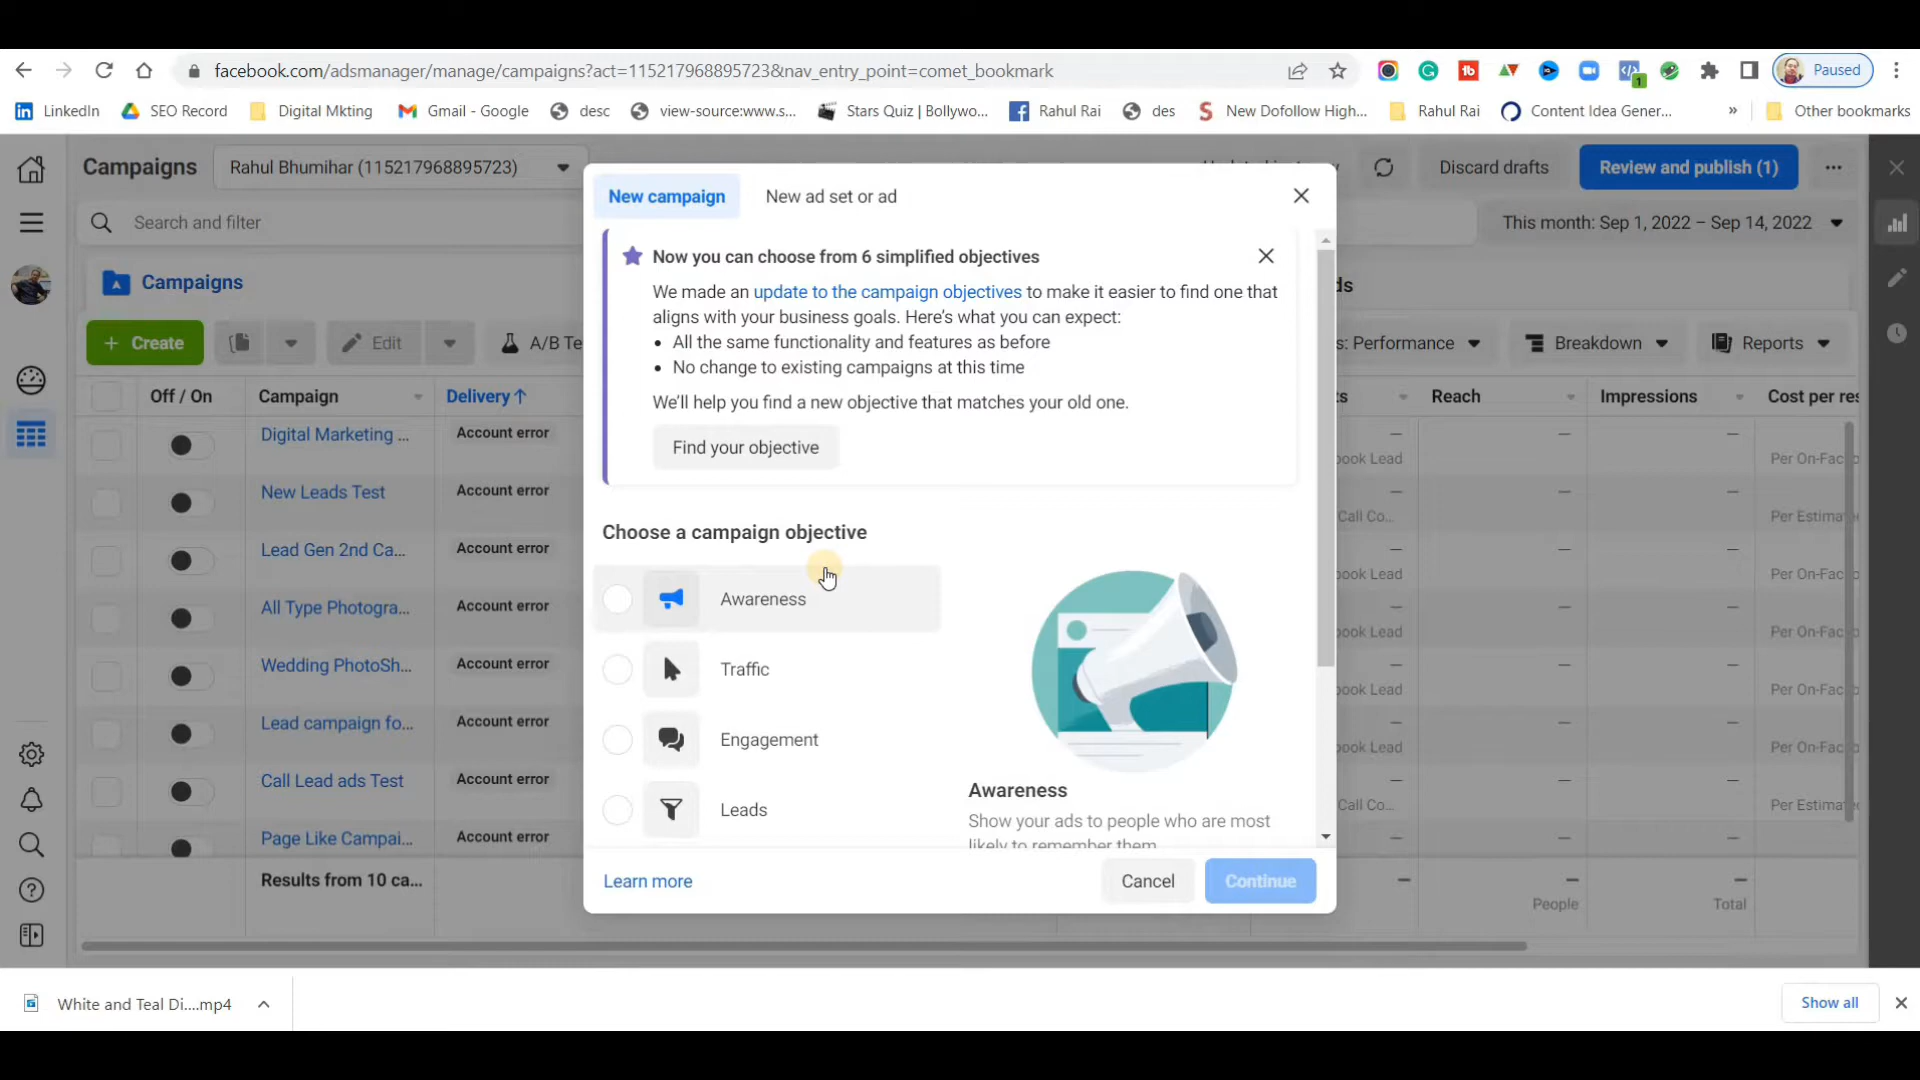 facebook.com/adsmanager/manage/campaigns?act=115217968895723&nav_entry_point=comet_bookmark
Paused
LinkedIn SEO Record Digital Mkting Gmail - Google desc view-source:www.s... Stars Quiz | Bollywo... Rahul Rai des New Dofollow High... Rahul Rai Content Idea Gener... » Other bookmarks
Campaigns Rahul Bhumihar (115217968895723)
Discard drafts Review and publish (1)
Search and filter
This month: Sep 1, 2022 – Sep 14, 2022
Campaigns
ds
+ Create Edit A/B Te
s: Performance Breakdown Reports
Off / On Campaign Delivery ↑
ts Reach Impressions Cost per res
Digital Marketing ... Account error
— — —
ook Lead Per On-Fac
New Leads Test Account error
— — —
Call Co... Per Estima
Lead Gen 2nd Ca... Account error
— — —
ook Lead Per On-Fac
All Type Photogra... Account error
— — —
ook Lead Per On-Fac
Wedding PhotoSh... Account error
— — —
ook Lead Per On-Fac
Lead campaign fo... Account error
— — —
ook Lead Per On-Fac
Call Lead ads Test Account error
— — —
Call Co... Per Estima
Page Like Campai... Account error
— — —
Results from 10 ca...
— — —
People Total
New campaign New ad set or ad
Now you can choose from 6 simplified objectives
We made an update to the campaign objectives to make it easier to find one that
aligns with your business goals. Here's what you can expect:
• All the same functionality and features as before
• No change to existing campaigns at this time
We'll help you find a new objective that matches your old one.
Find your objective
Choose a campaign objective
Awareness
Traffic
Engagement
Leads
Awareness
Show your ads to people who are most
likely to remember them
Learn more Cancel Continue
White and Teal Di....mp4
Show all